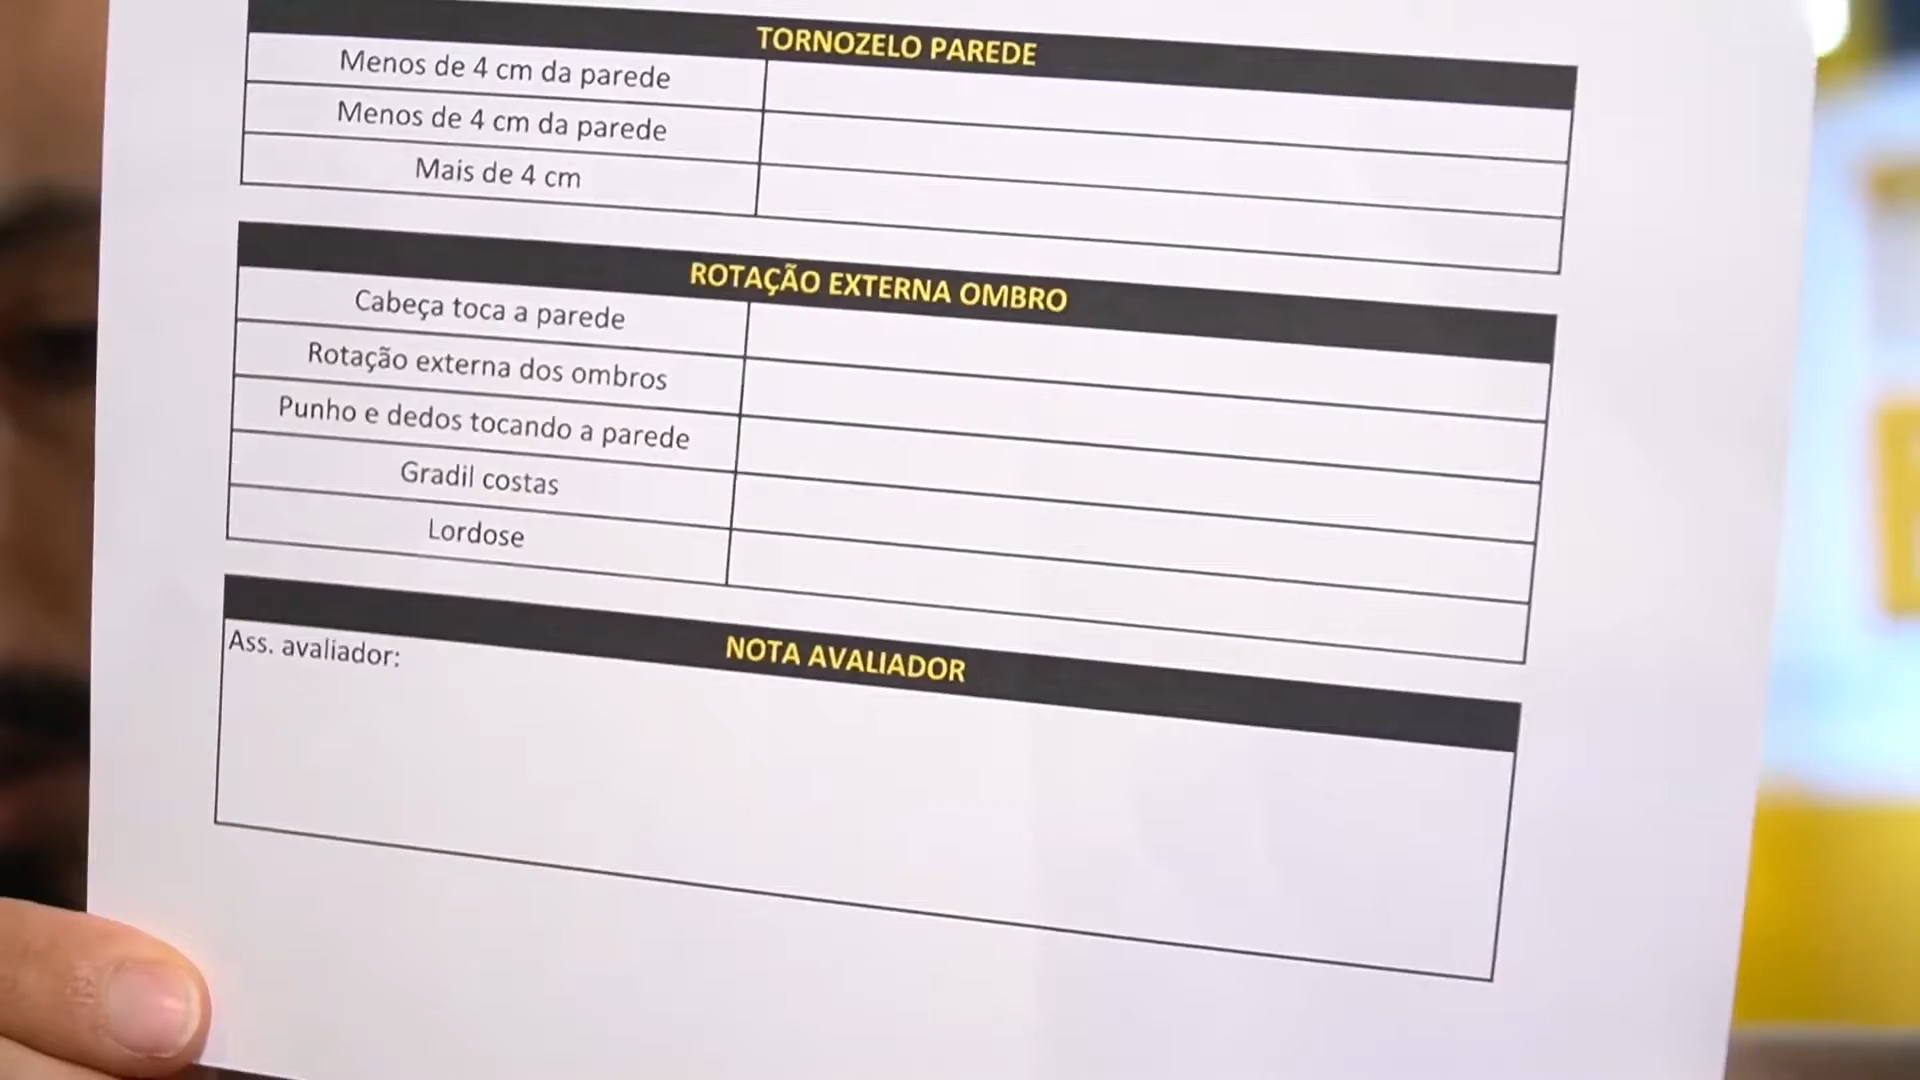 TORNOZELO PAREDE
Menos de 4 cm da parede
Menos de 4 cm da parede
Mais de 4 cm
ROTAÇÃO EXTERNA OMBRO
Cabeça toca a parede
Rotação externa dos ombros
Punho e dedos tocando a parede
Gradil costas
Lordose
NOTA AVALIADOR
Ass. avaliador: